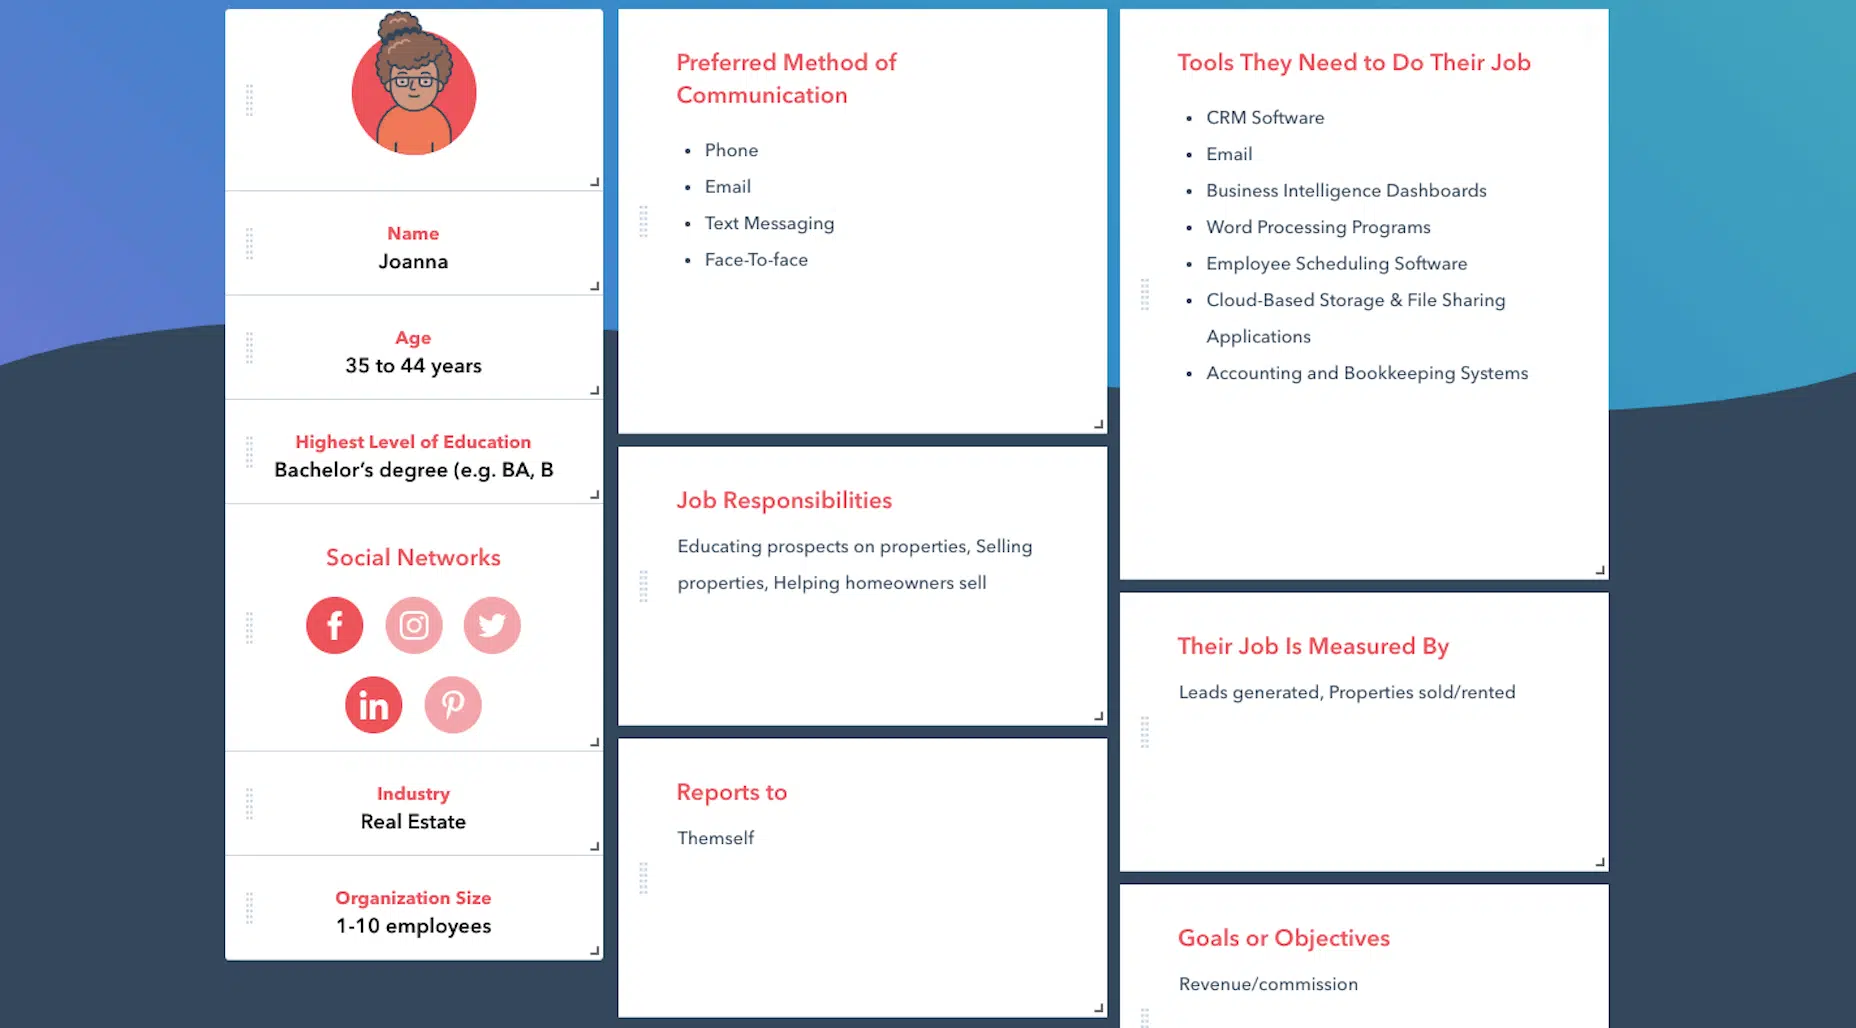 Name
Joanna
Age
35 to 44 years
Highest Level of Education
Bachelor's degree (e.g. BA, B
Social Networks
f
in
Industry
Real Estate
Organization Size
1-10 employees
Preferred Method of
Communication
• Phone
• Email
• Text Messaging
• Face-To-face
Job Responsibilities
Educating prospects on properties, Selling
properties, Helping homeowners sell
Reports to
Themself
Tools They Need to Do Their Job
• CRM Software
• Email
• Business Intelligence Dashboards
• Word Processing Programs
• Employee Scheduling Software
• Cloud-Based Storage & File Sharing
Applications
• Accounting and Bookkeeping Systems
Their Job Is Measured By
Leads generated, Properties sold/rented
Goals or Objectives
Revenue/commission